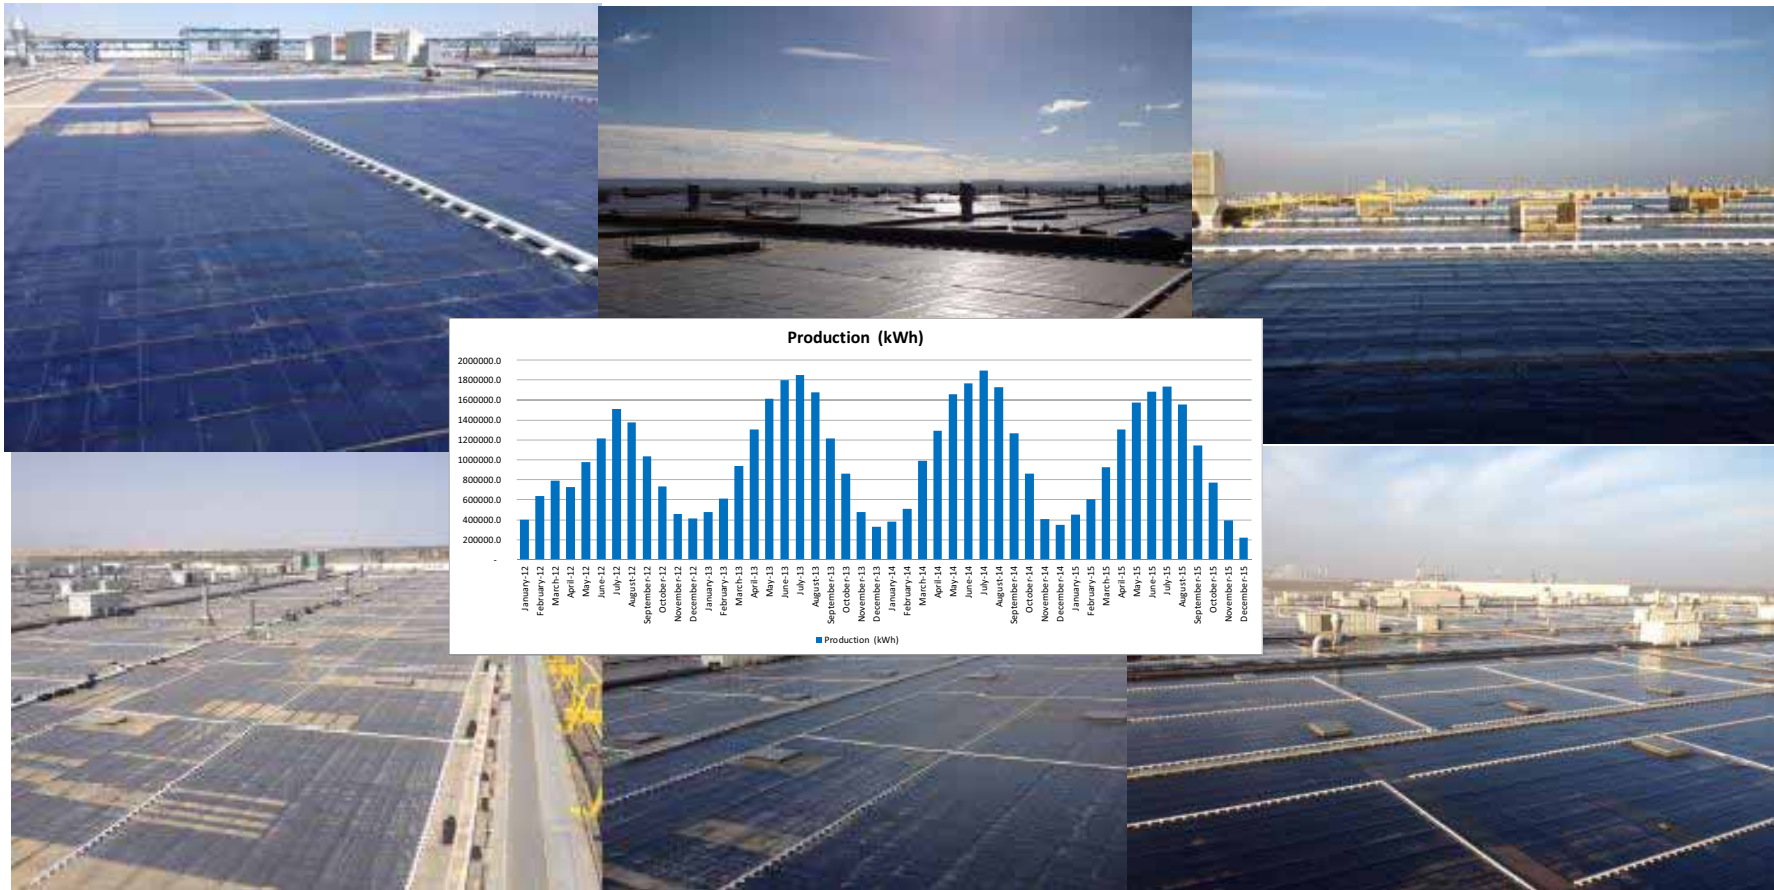 Production (kWh)
2000000.0
1800000.0
1600000.0
1400000.0
1200000.0
1000000.0
800000.0
600000.0
400000.0
200000.0
-
January-12
February-12
March-12
April-12
May-12
June-12
July-12
August-12
September-12
October-12
November-12
December-12
January-13
February-13
March-13
April-13
May-13
June-13
July-13
August-13
September-13
October-13
November-13
December-13
January-14
February-14
March-14
April-14
May-14
June-14
July-14
August-14
September-14
October-14
November-14
December-14
January-15
February-15
March-15
April-15
May-15
June-15
July-15
August-15
September-15
October-15
November-15
December-15
Production (kWh)